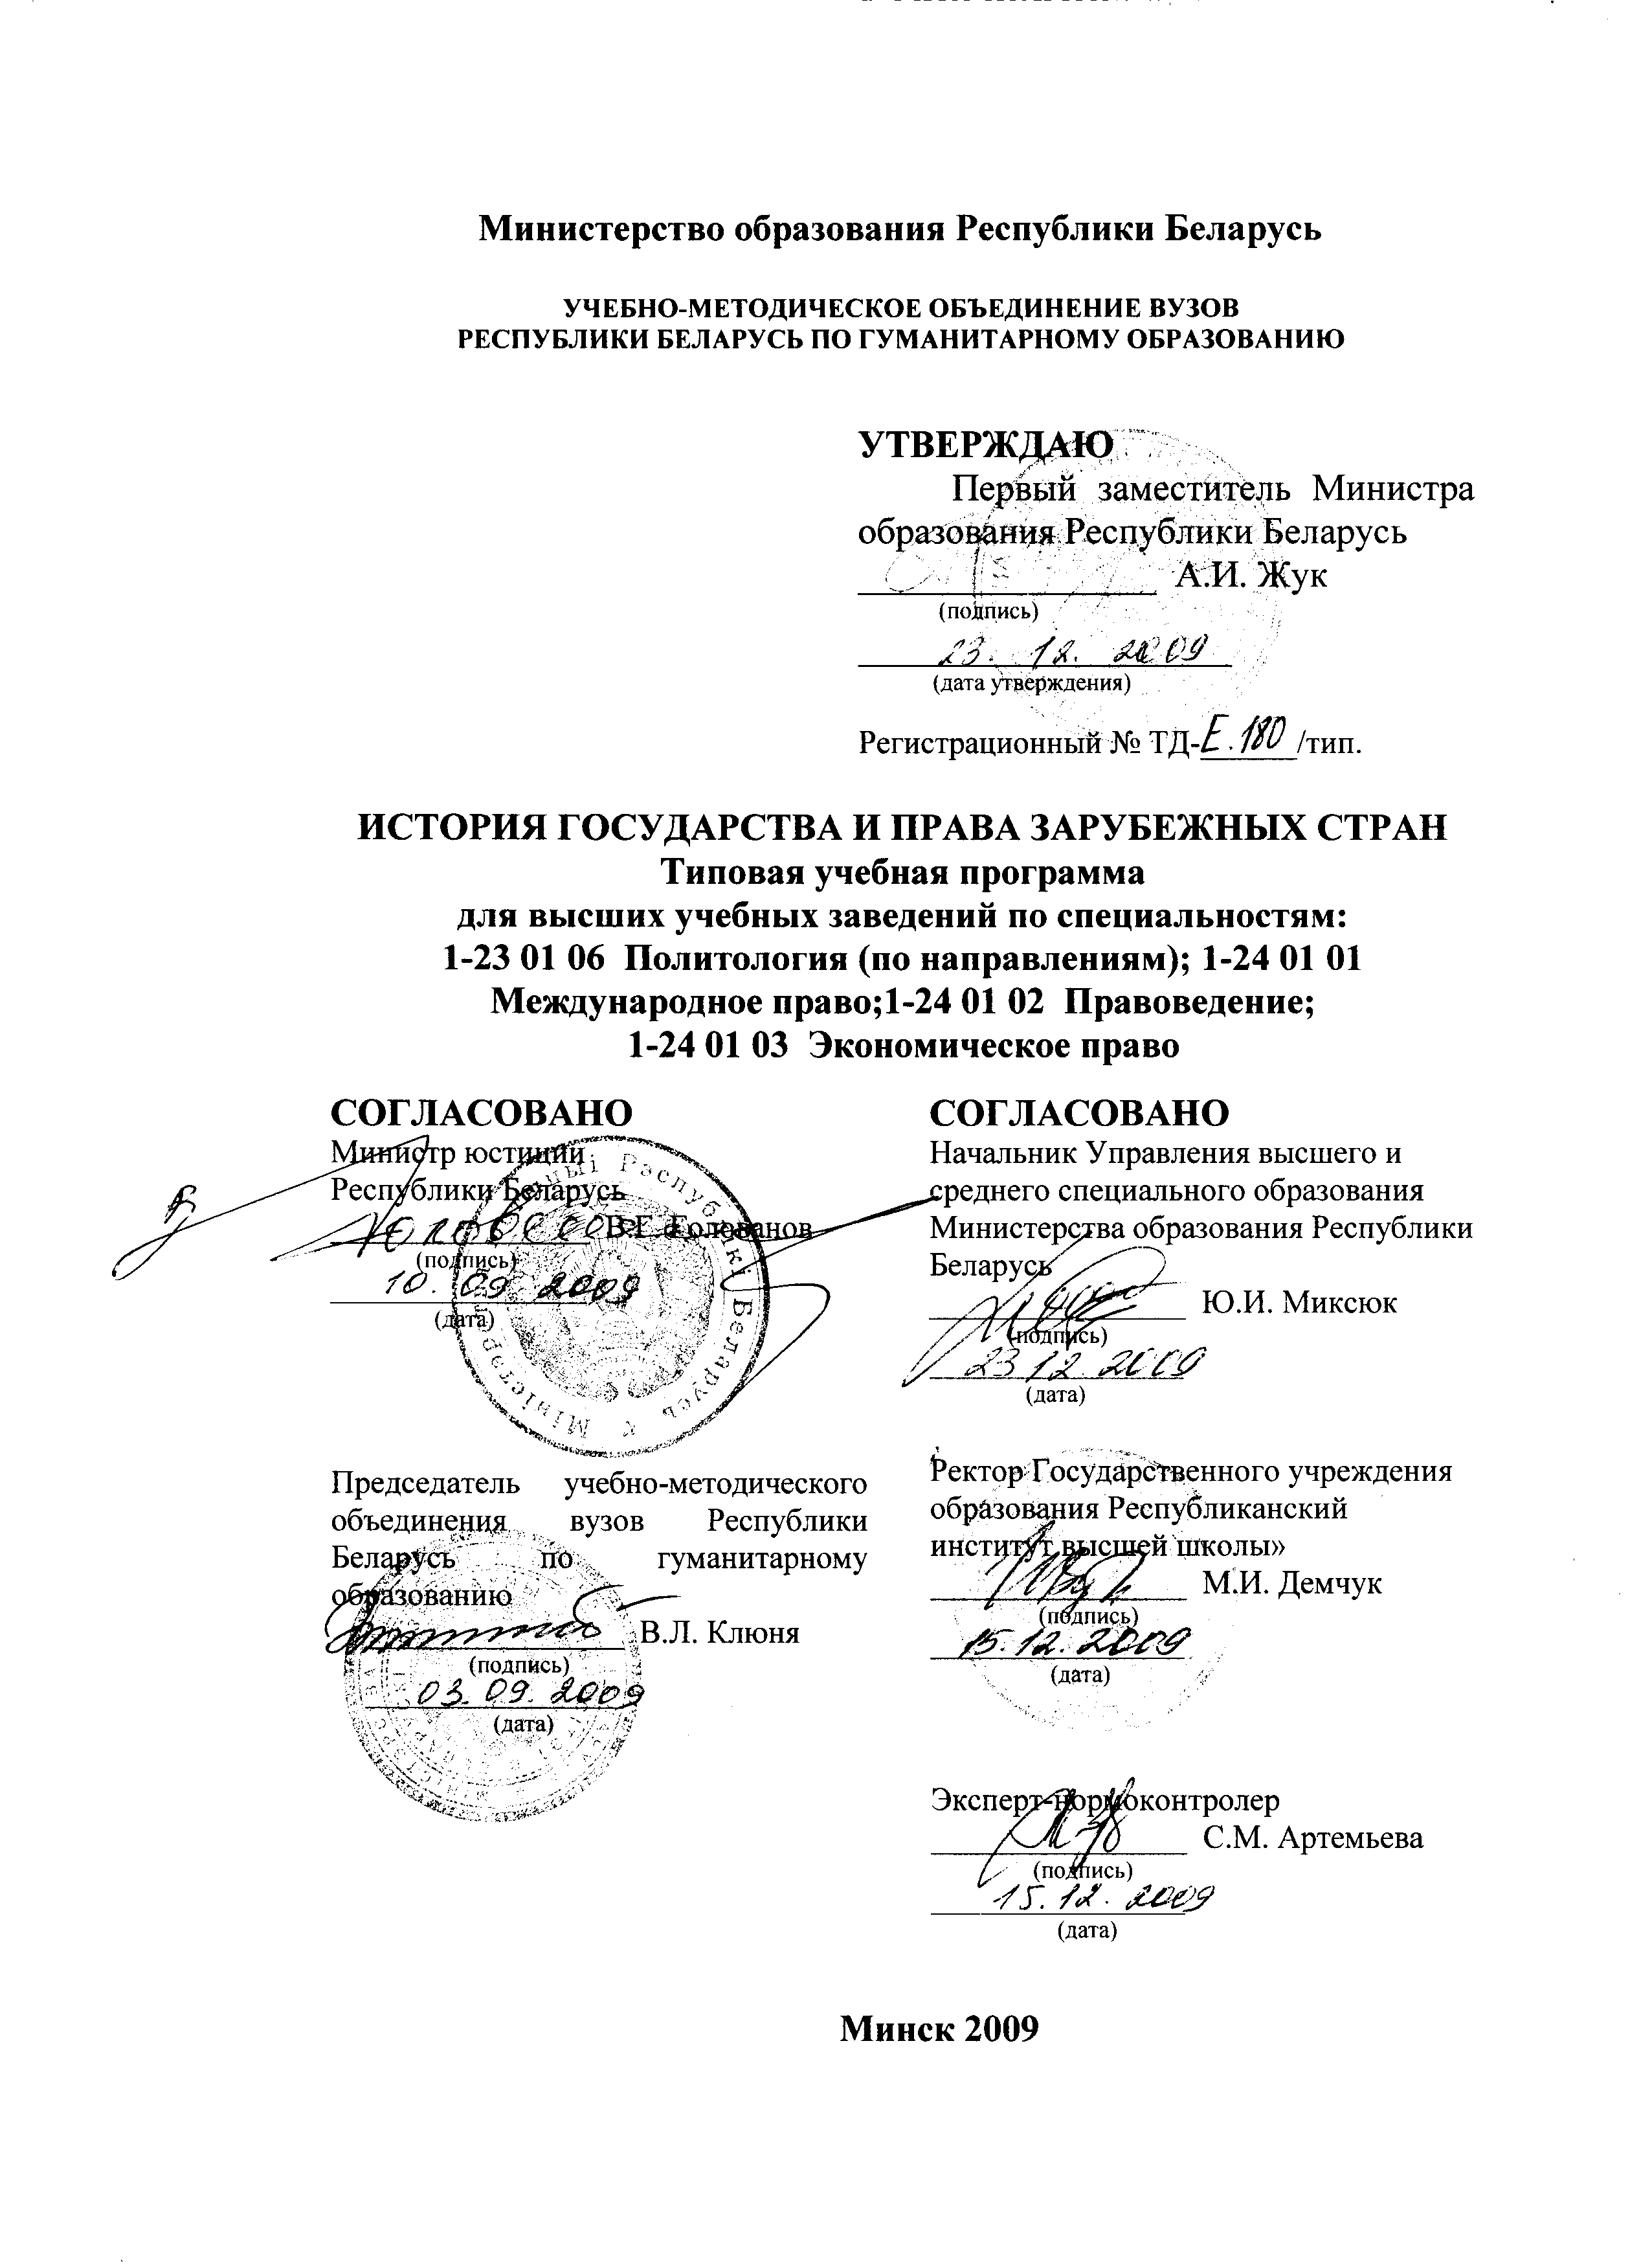 Министерство образования Республики Беларусь
УЧЕБНО-МЕТОДИЧЕСКОЕ ОБЪЕДИНЕНИЕ ВУЗОВ
РЕСПУБЛИКИ БЕЛАРУСЬ ПО ГУМАНИТАРНОМУ ОБРАЗОВАНИЮ
УТВЕРЖДАЮ
Первый заместитель Министра
образования Республики Беларусь
А.И. Жук
(подпись)
23. 12. 2009
(дата утверждения)
Регистрационный № ТД-Е.180/тип.
ИСТОРИЯ ГОСУДАРСТВА И ПРАВА ЗАРУБЕЖНЫХ СТРАН
Типовая учебная программа
для высших учебных заведений по специальностям:
1-23 01 06 Политология (по направлениям); 1-24 01 01
Международное право;1-24 01 02 Правоведение;
1-24 01 03 Экономическое право
СОГЛАСОВАНО
Министр юстиции
Республики Беларусь
В.Г. Голованов
(подпись)
10. 09. 2009
(дата)
Рэспублікі Беларусь
Председатель учебно-методического
объединения вузов Республики
Беларусь по гуманитарному
образованию
В.Л. Клюня
(подпись)
03. 09. 2009
(дата)
СОГЛАСОВАНО
Начальник Управления высшего и
среднего специального образования
Министерства образования Республики
Беларусь
Ю.И. Миксюк
(подпись)
23 12. 2009
(дата)
Ректор Государственного учреждения
образования Республиканский
институт высшей школы»
М.И. Демчук
(подпись)
15. 12. 2009
(дата)
Эксперт-нормоконтролер
С.М. Артемьева
(подпись)
15. 12. 2009
(дата)
Минск 2009